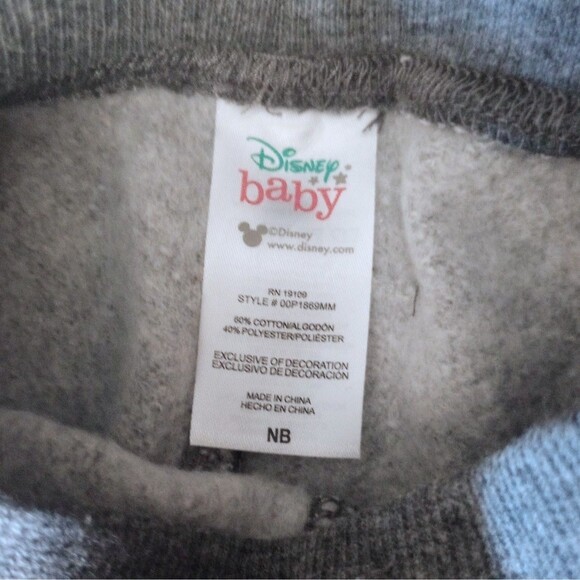 Disney
baby
©Disney
www.disney.com
RN 19109
STYLE # 00P1869MM
60% COTTON/ALGODÓN
40% POLYESTER/POLIÉSTER
EXCLUSIVE OF DECORATION
EXCLUSIVO DE DECORACIÓN
MADE IN CHINA
HECHO EN CHINA
NB